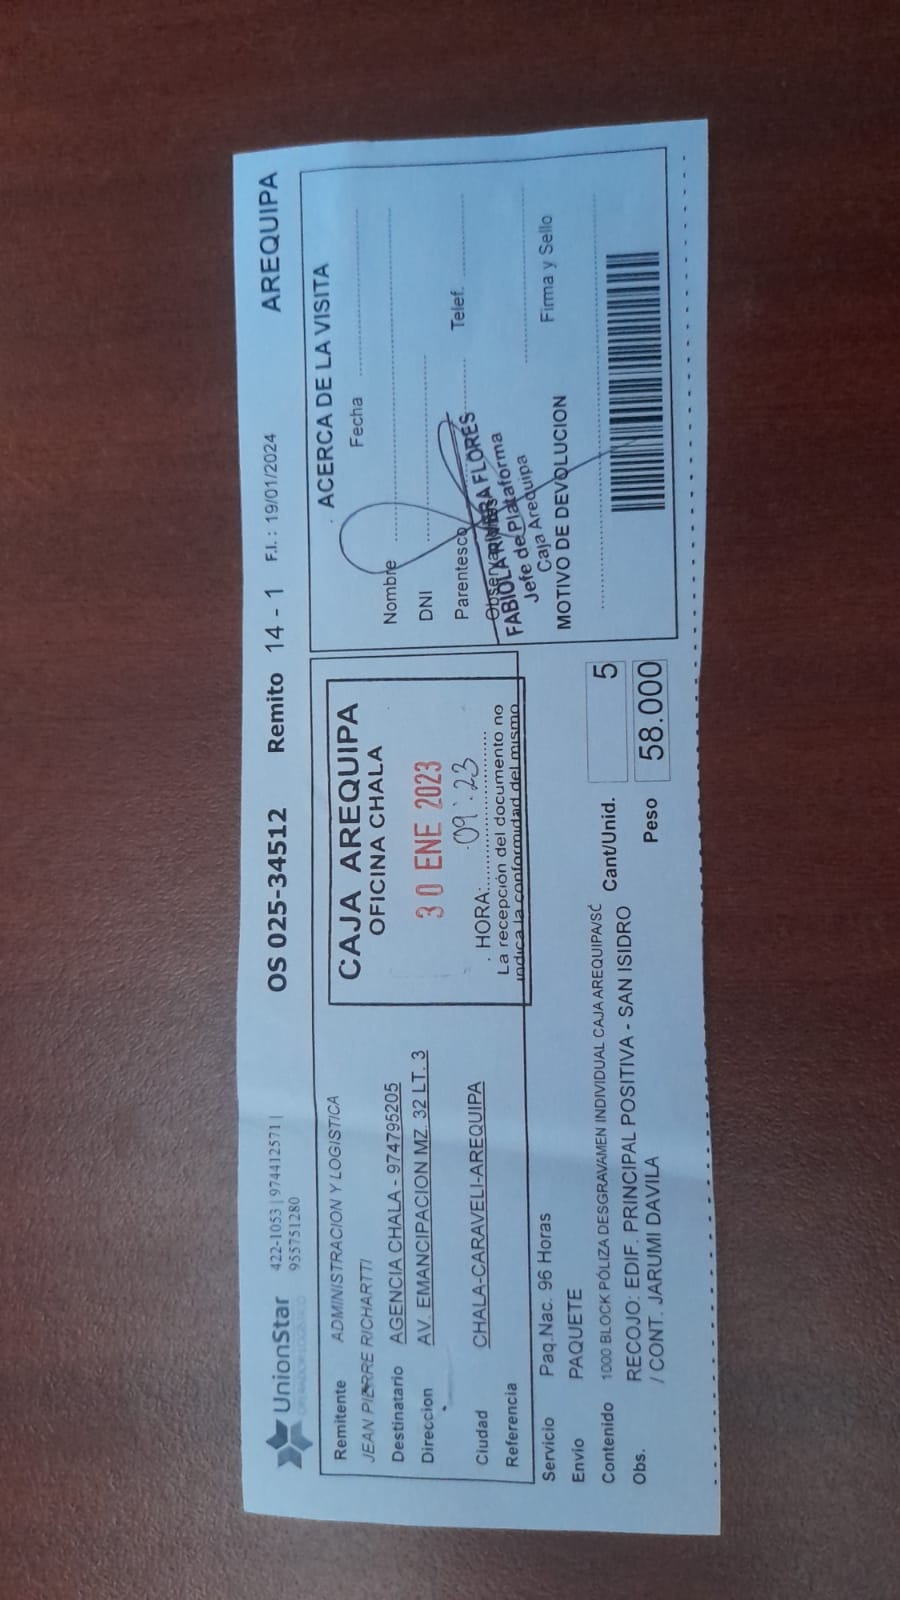 UnionStar
422-1053 | 974412571 |
955751280
OS 025-34512 Remito 14 - 1 F.I. : 19/01/2024 AREQUIPA
Remitente ADMINISTRACION Y LOGISTICA
JEAN PIERRE RICHARTTI
Destinatario AGENCIA CHALA - 974795205
Direccion AV. EMANCIPACION MZ. 32 LT. 3
Ciudad CHALA-CARAVELI-AREQUIPA
Referencia
CAJA AREQUIPA
OFICINA CHALA
30 ENE 2023
HORA: 09:23
La recepción del documento no
indica la conformidad del mismo
Servicio Paq.Nac. 96 Horas
Envio PAQUETE
Contenido 1000 BLOCK PÓLIZA DESGRAVAMEN INDIVIDUAL CAJA AREQUIPA/SC
Cant/Unid. 5
Obs. RECOJO: EDIF. PRINCIPAL POSITIVA - SAN ISIDRO
/ CONT. JARUMI DAVILA
Peso 58.000
ACERCA DE LA VISITA
Fecha
Nombre
DNI
Parentesco Telef.
FABIOLA RIVERA FLORES
Jefe de Plataforma
Caja Arequipa
Firma y Sello
MOTIVO DE DEVOLUCION